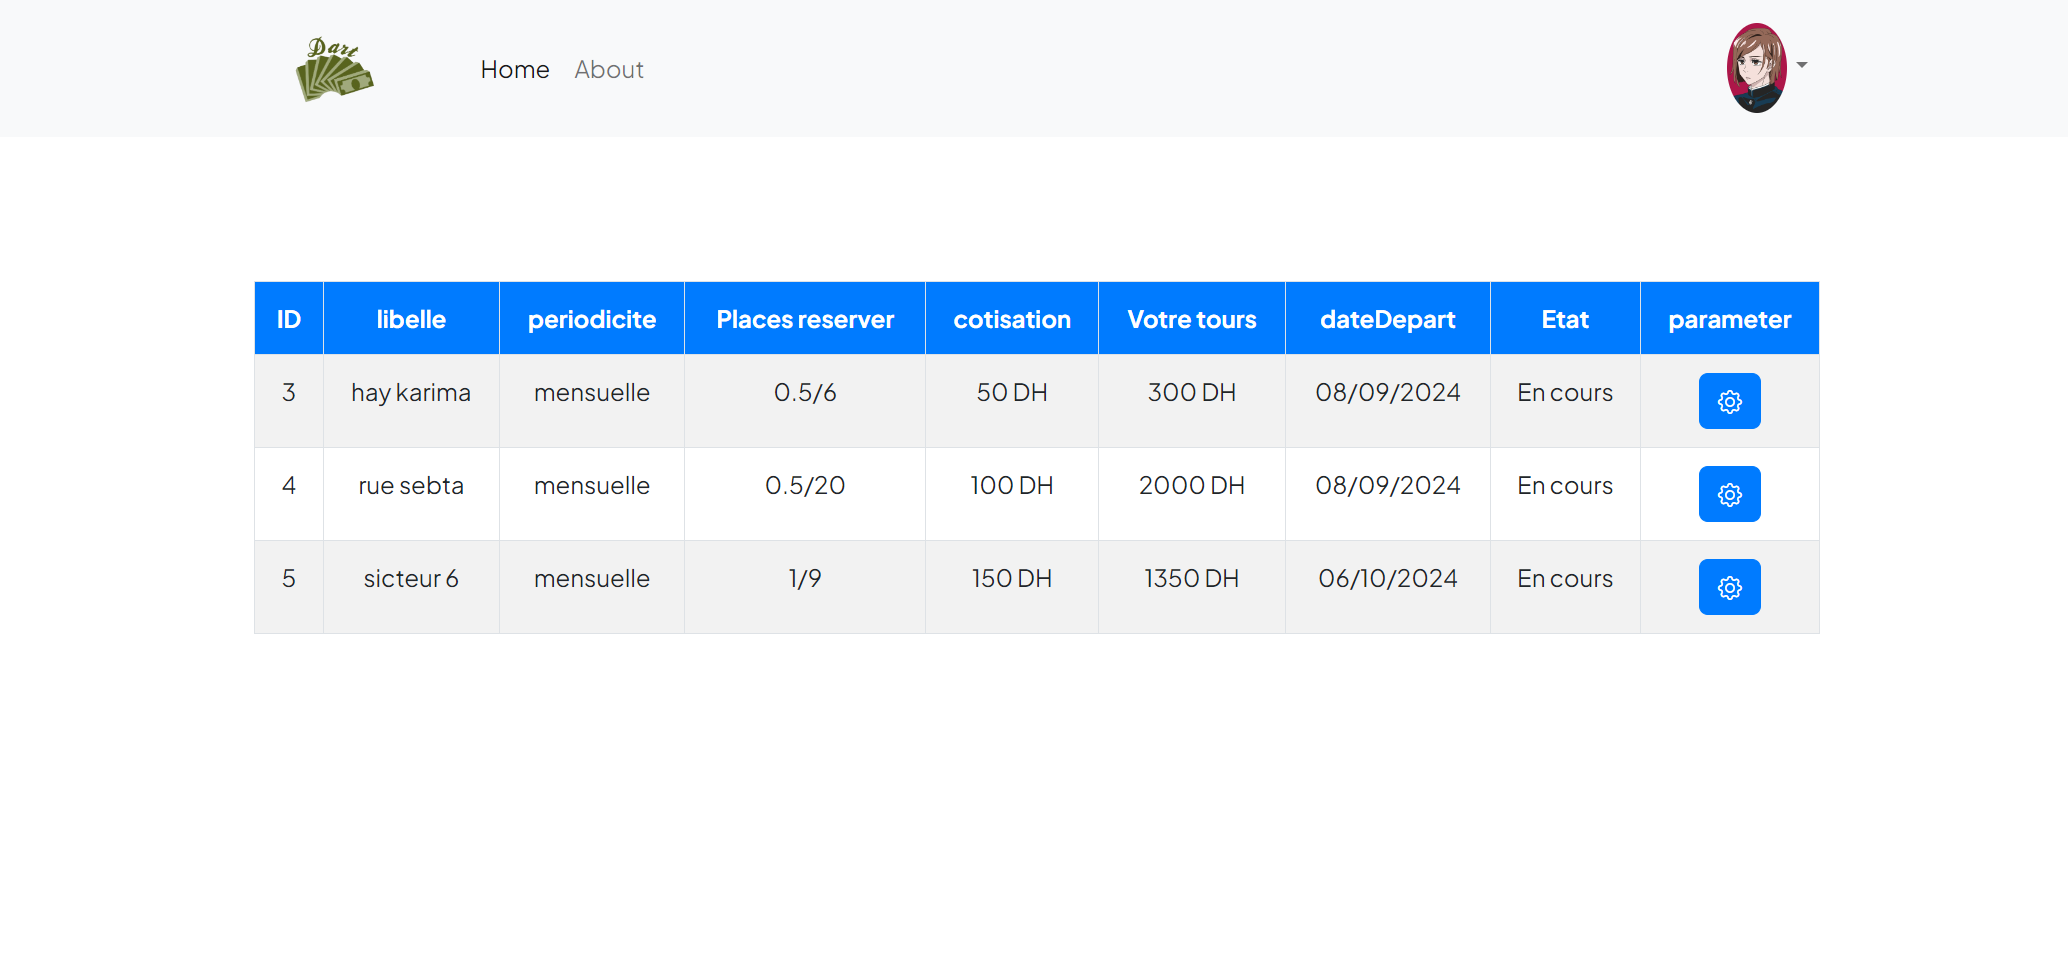 Dart
Home About
ID libelle periodicite Places reserver cotisation Votre tours dateDepart Etat parameter
3 hay karima mensuelle 0.5/6 50 DH 300 DH 08/09/2024 En cours
4 rue sebta mensuelle 0.5/20 100 DH 2000 DH 08/09/2024 En cours
5 sicteur 6 mensuelle 1/9 150 DH 1350 DH 06/10/2024 En cours